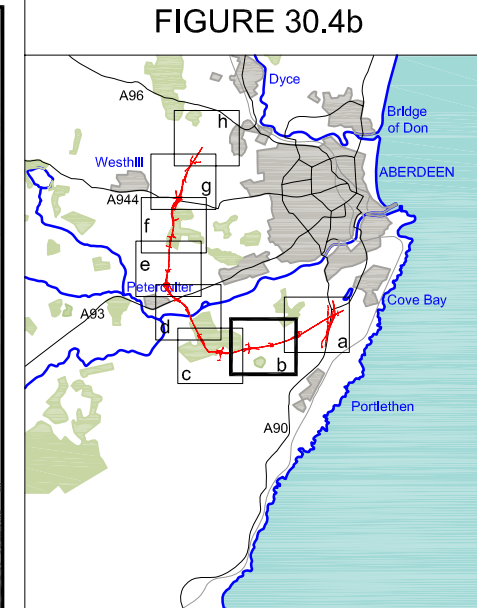 FIGURE 30.4b
Dyce
A96
Bridge
of Don
h
Westhill
ABERDEEN
g
A944
f
e
Peterculter
Cove Bay
A93
d
a
b
c
Portlethen
A90